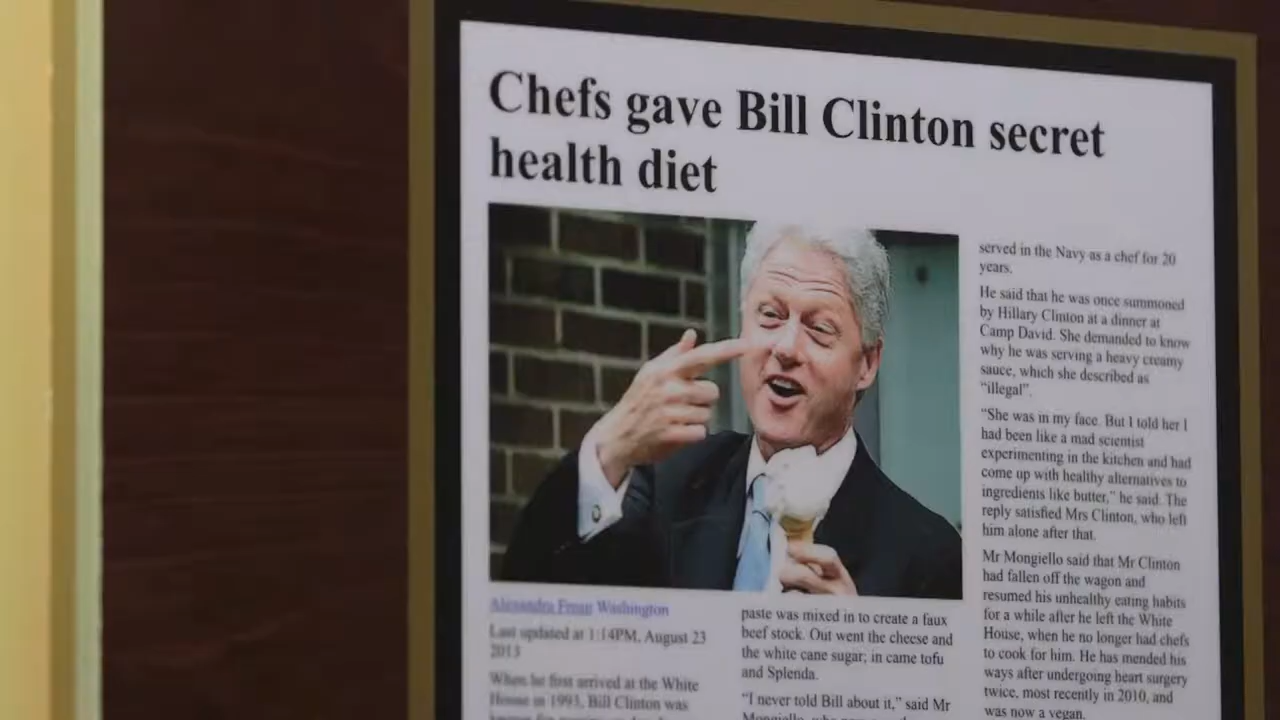 Chefs gave Bill Clinton secret
health diet
Washington
Last updated at 1:14PM, August 23
2013
When he first arrived at the White
House in 1993, Bill Clinton was
paste was mixed in to create a faux
beef stock. Out went the cheese and
the white cane sugar; in came tofu
and Splenda.
"I never told Bill about it," said Mr
Mongiello,
served in the Navy as a chef for 20
years.
He said that he was once summoned
by Hillary Clinton at a dinner at
Camp David. She demanded to know
why he was serving a heavy creamy
sauce, which she described as
"illegal".
"She was in my face. But I told her I
had been like a mad scientist
experimenting in the kitchen and had
come up with healthy alternatives to
ingredients like butter," he said. The
reply satisfied Mrs Clinton, who left
him alone after that.
Mr Mongiello said that Mr Clinton
had fallen off the wagon and
resumed his unhealthy eating habits
for a while after he left the White
House, when he no longer had chefs
to cook for him. He has mended his
ways after undergoing heart surgery
twice, most recently in 2010, and
was now a vegan.